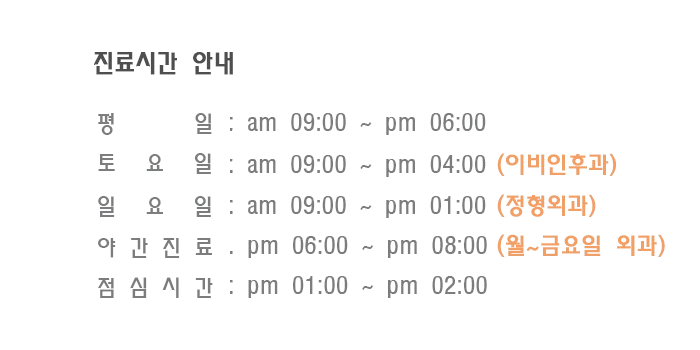 진료시간 안내
평 일 : am 09:00 ~ pm 06:00
토 요 일 : am 09:00 ~ pm 04:00 (이비인후과)
일 요 일 : am 09:00 ~ pm 01:00 (정형외과)
야 간 진 료 . pm 06:00 ~ pm 08:00 (월~금요일 외과)
점 심 시 간 : pm 01:00 ~ pm 02:00